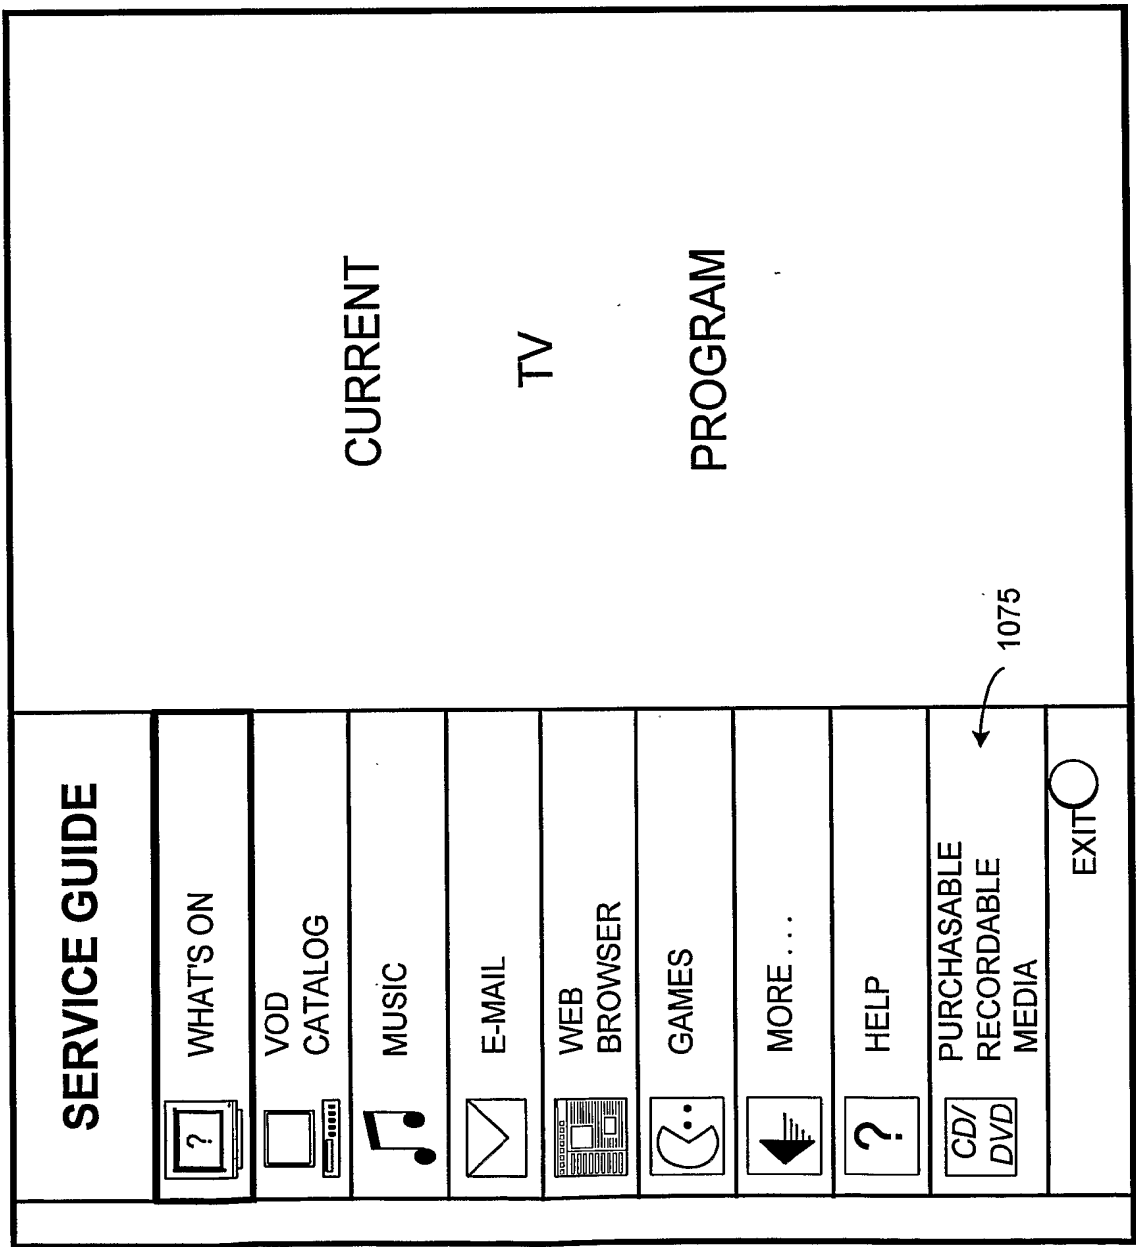 SERVICE GUIDE
?
WHAT'S ON
VOD
CATALOG
MUSIC
E-MAIL
WEB
BROWSER
GAMES
MORE....
?
HELP
CD/
DVD
PURCHASABLE
RECORDABLE
MEDIA
EXIT
1075
CURRENT
TV
PROGRAM